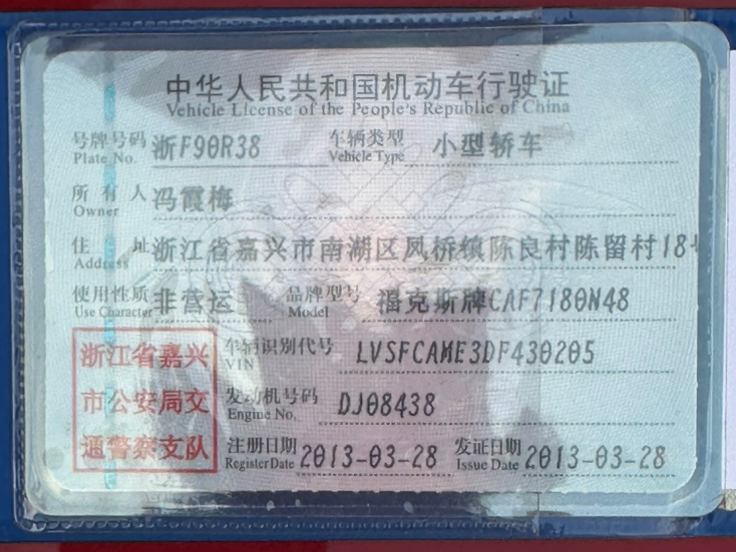 中华人民共和国机动车行驶证
Vehicle License of the People's Republic of China
号牌号码 浙F90R38 车辆类型 小型轿车
Plate No. Vehicle Type
所有人 冯霞梅
Owner
住址 浙江省嘉兴市南湖区凤桥镇陈良村陈留村18
Address
使用性质 非营运 品牌型号 福克斯牌CAF7180N48
Use Character Model
浙江省嘉兴 车辆识别代号 LVSFCAME3DF430205
VIN
市公安局交 发动机号码 DJ08438
Engine No.
通警察支队 注册日期 2013-03-28 发证日期 2013-03-28
Register Date Issue Date